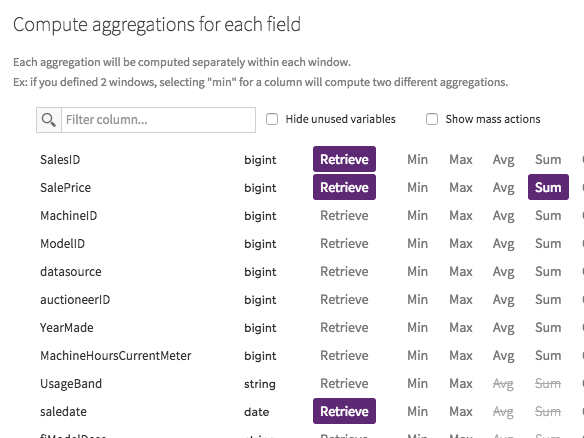 Compute aggregations for each field
Each aggregation will be computed separately within each window.
Ex: if you defined 2 windows, selecting "min" for a column will compute two different aggregations.
Filter column... Hide unused variables Show mass actions
SalesID bigint Retrieve Min Max Avg Sum
SalePrice bigint Retrieve Min Max Avg Sum
MachineID bigint Retrieve Min Max Avg Sum
ModelID bigint Retrieve Min Max Avg Sum
datasource bigint Retrieve Min Max Avg Sum
auctioneerID bigint Retrieve Min Max Avg Sum
YearMade bigint Retrieve Min Max Avg Sum
MachineHoursCurrentMeter bigint Retrieve Min Max Avg Sum
UsageBand string Retrieve Min Max Avg Sum
saledate date Retrieve Min Max Avg Sum